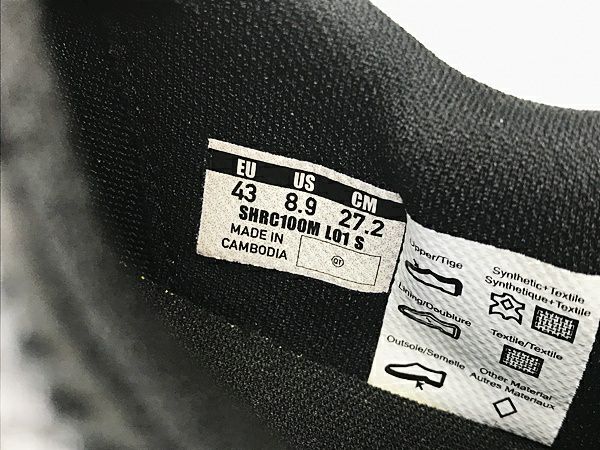 EU US CM
43 8.9 27.2
SHRC100M L01 S
MADE IN
CAMBODIA
Upper/Tige
Synthetic+Textile
Synthetique+Textile
Lining/Doublure
Textile/Textile
Outsole/Semelle
Other Material
Autres Materiaux